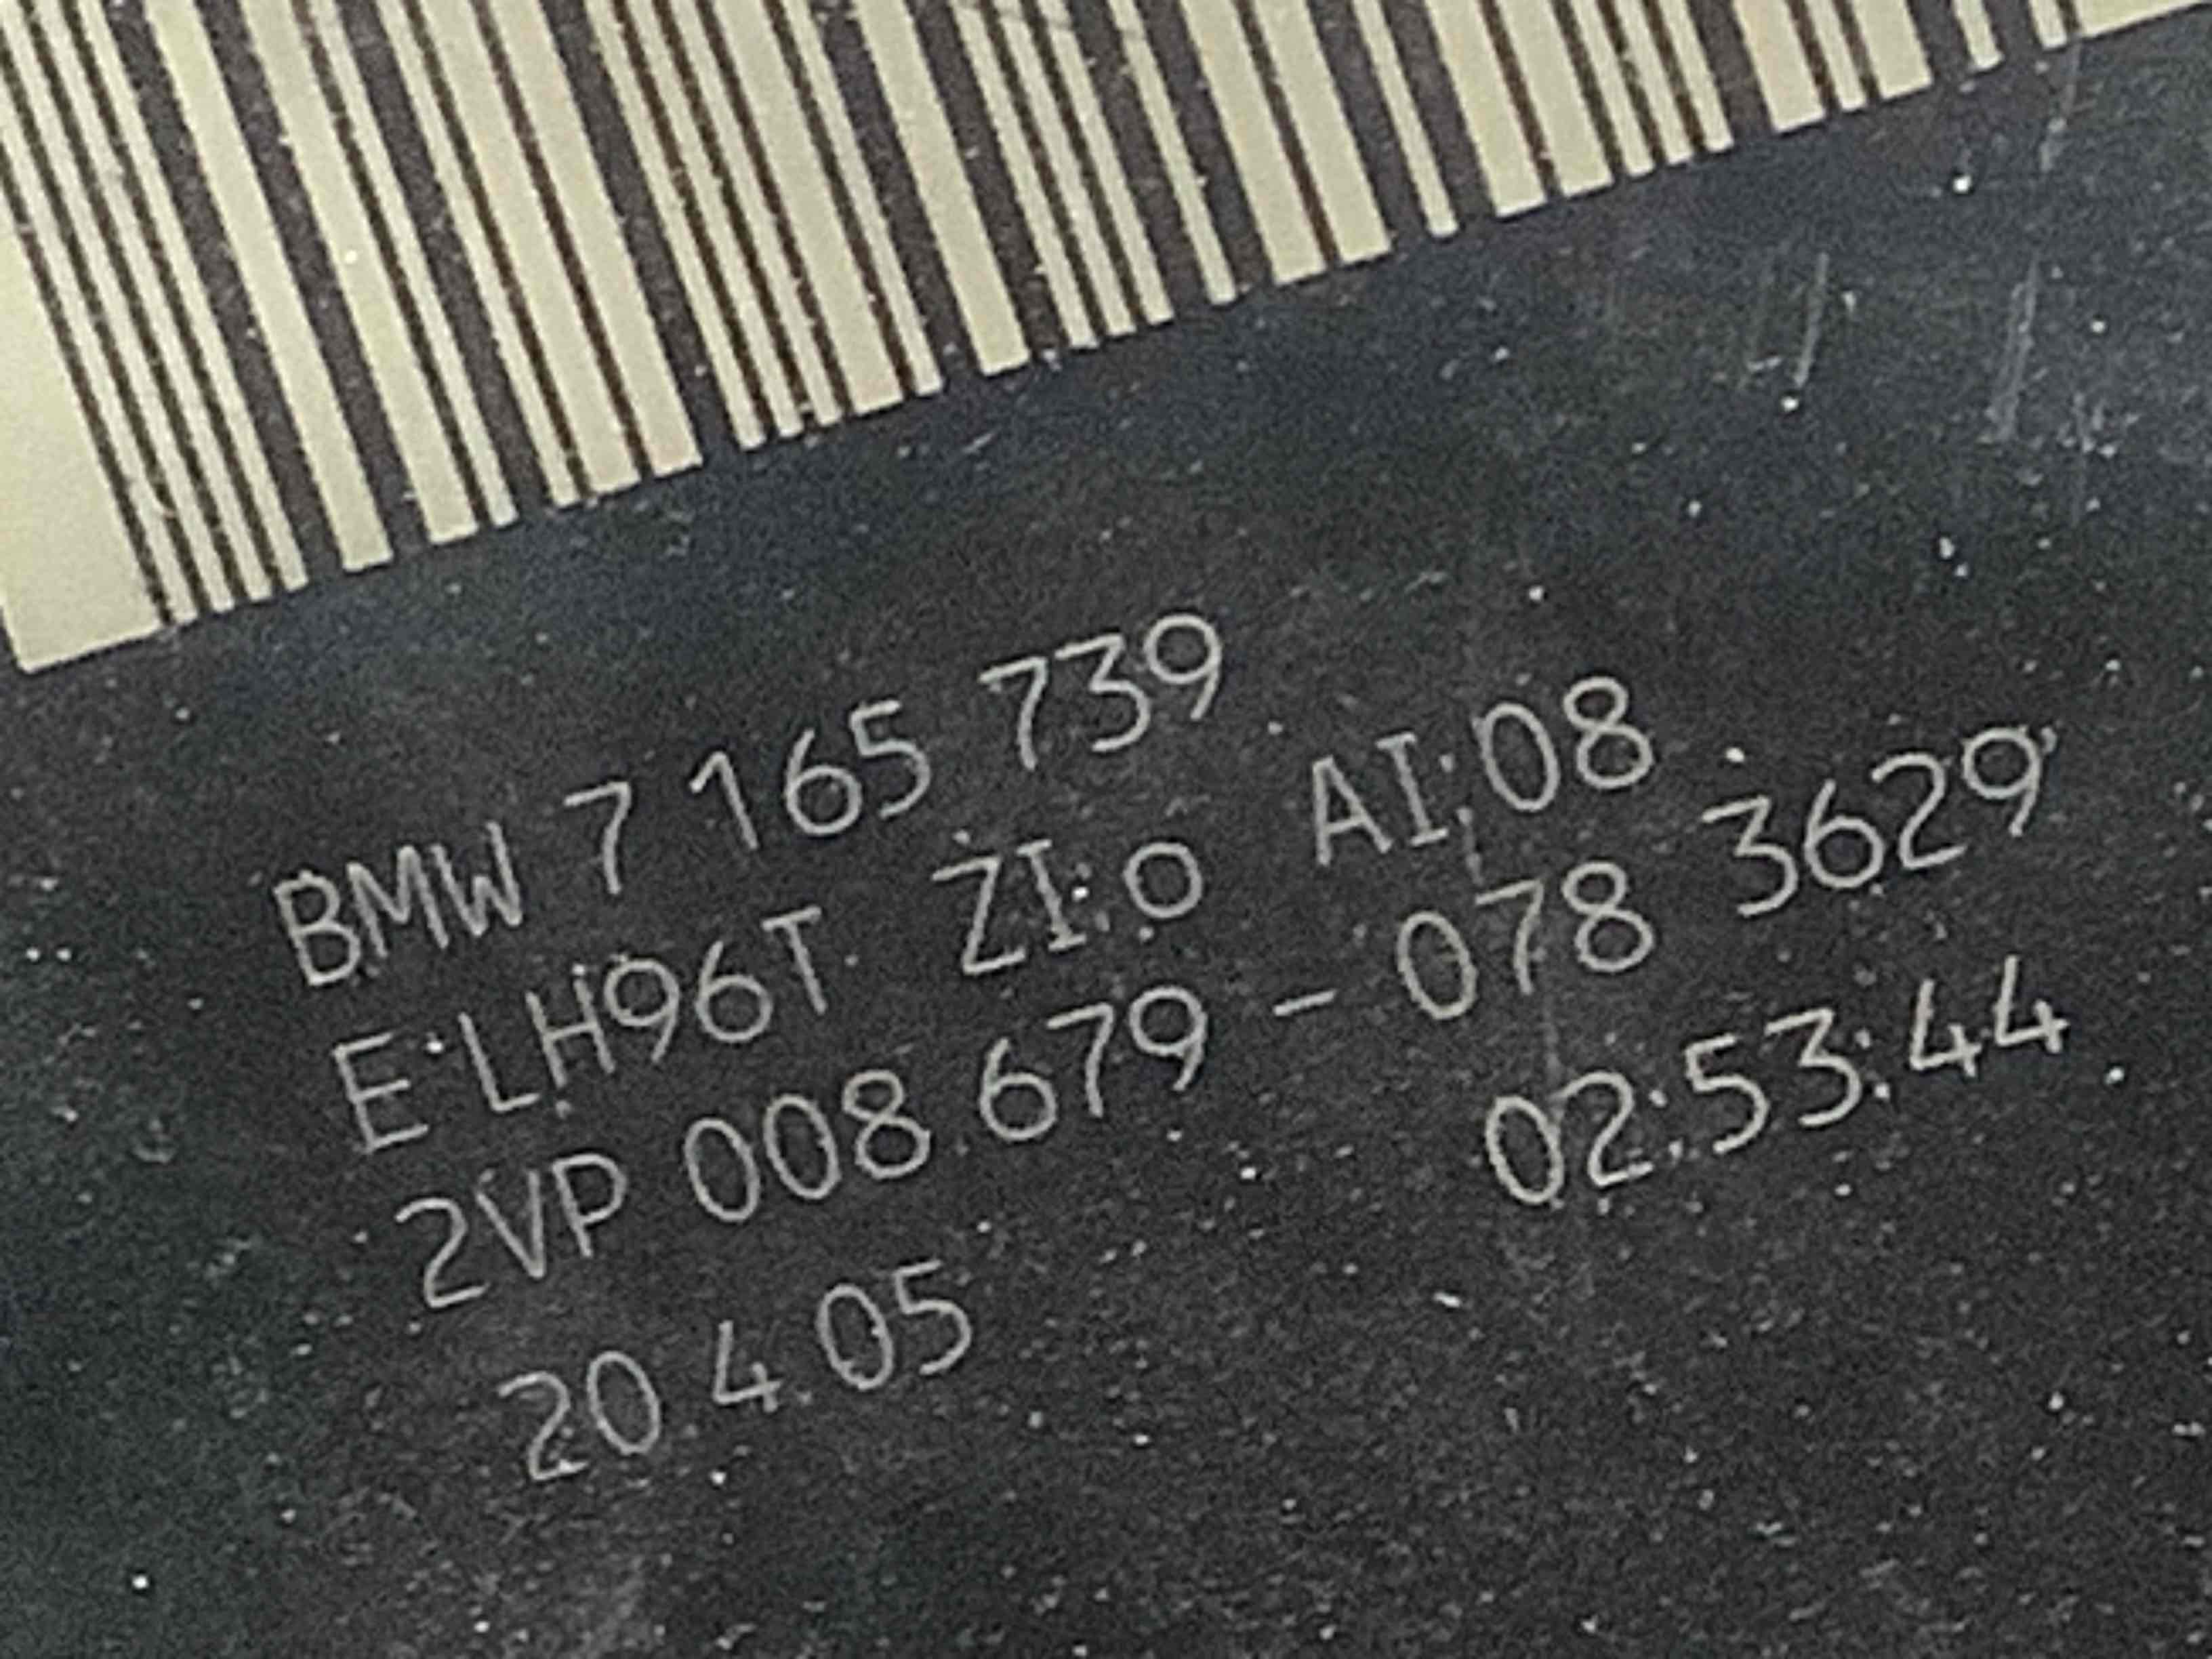 BMW 7 165 739
E:LH96T ZI:0 AI:08
2VP 008 679 - 078 3629
20.4.05 02:53:44